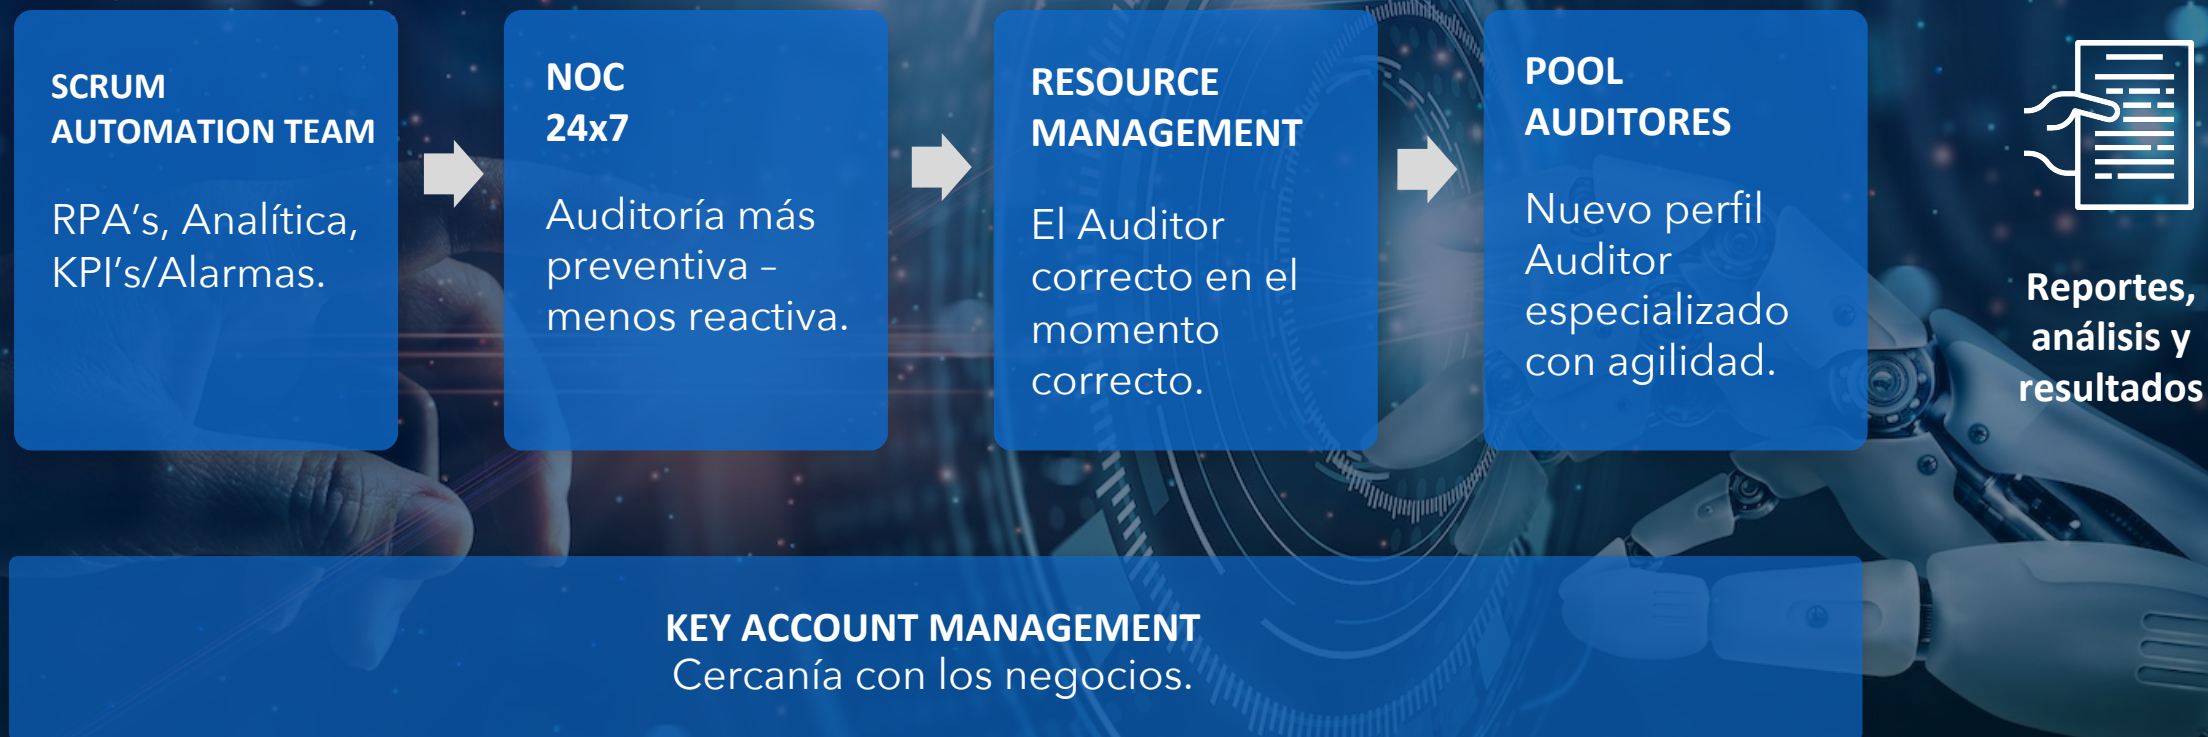 SCRUM
AUTOMATION TEAM
RPA’s, Analítica,
KPI’s/Alarmas.
NOC
24x7
Auditoría más
preventiva –
menos reactiva.
RESOURCE
MANAGEMENT
El Auditor
correcto en el
momento
correcto.
POOL
AUDITORES
Nuevo perfil
Auditor
especializado
con agilidad.
Reportes,
análisis y
resultados
KEY ACCOUNT MANAGEMENT
Cercanía con los negocios.